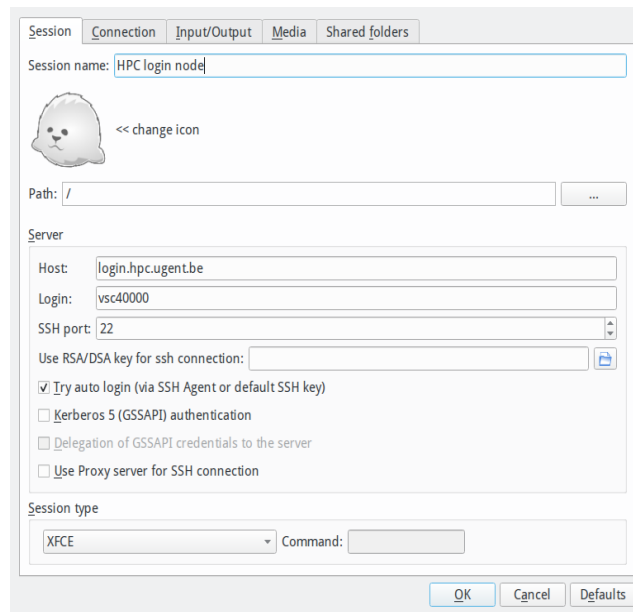 Session Connection Input/Output Media Shared folders
Session name: HPC login node
<< change icon
Path: / ...
Server
Host: login.hpc.ugent.be
Login: vsc40000
SSH port: 22
Use RSA/DSA key for ssh connection:
Try auto login (via SSH Agent or default SSH key)
Kerberos 5 (GSSAPI) authentication
Delegation of GSSAPI credentials to the server
Use Proxy server for SSH connection
Session type
XFCE Command:
OK Cancel Defaults